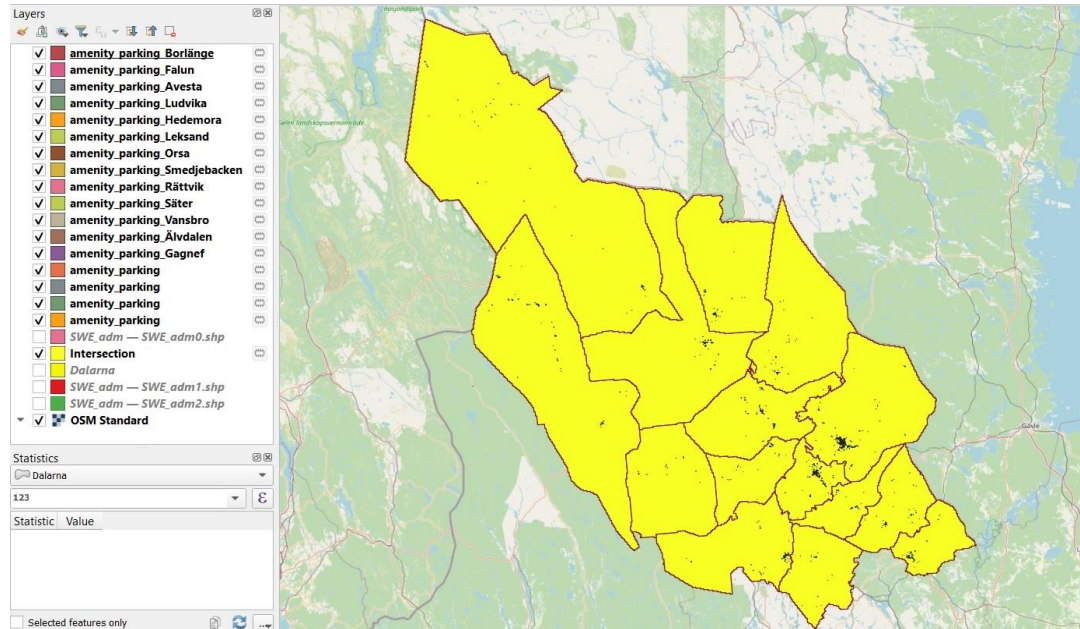 Layers
amenity_parking_Borlänge
amenity_parking_Falun
amenity_parking_Avesta
amenity_parking_Ludvika
amenity_parking_Hedemora
amenity_parking_Leksand
amenity_parking_Orsa
amenity_parking_Smedjebacken
amenity_parking_Rättvik
amenity_parking_Säter
amenity_parking_Vansbro
amenity_parking_Älvdalen
amenity_parking_Gagnef
amenity_parking
amenity_parking
amenity_parking
amenity_parking
SWE_adm — SWE_adm0.shp
Intersection
Dalarna
SWE_adm — SWE_adm1.shp
SWE_adm — SWE_adm2.shp
OSM Standard
Statistics
Dalarna
123
ε
Statistic Value
Selected features only
landskapsvernområde
Gävle